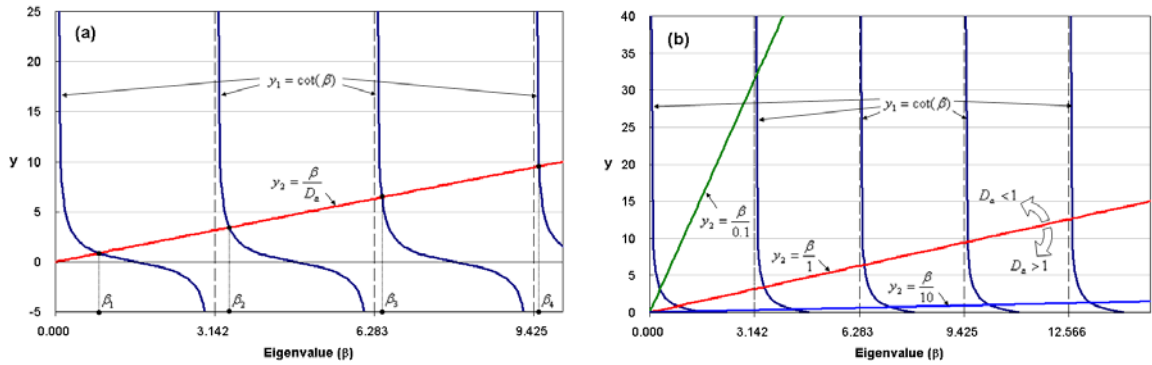 (a)
25
20
15
10
5
0
-5
y
y₁ = cot(β)
y₂ = β/Dₐ
β₁
β₂
β₃
β₄
0.000
3.142
6.283
9.425
Eigenvalue (β)
(b)
40
35
30
25
20
15
10
5
0
y
y₁ = cot(β)
y₂ = β/0.1
y₂ = β/1
y₂ = β/10
Dₐ < 1
Dₐ > 1
0.000
3.142
6.283
9.425
12.566
Eigenvalue (β)